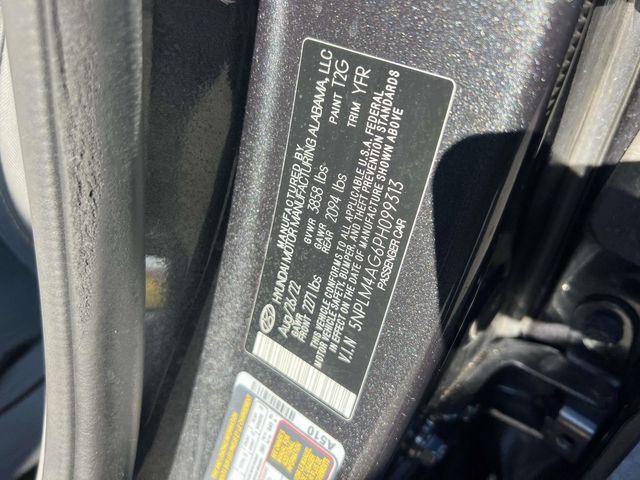 MANUFACTURED BY
HYUNDAI MOTOR MANUFACTURING ALABAMA, LLC
Aug/26/22 GVWR 3858 lbs PAINT T2G
GAWR FRONT 2271 lbs GAWR REAR 2094 lbs TRIM YFR
THIS VEHICLE CONFORMS TO ALL APPLICABLE U.S.A. FEDERAL
MOTOR VEHICLE SAFETY, BUMPER, AND THEFT PREVENTION STANDARDS
IN EFFECT ON THE DATE OF MANUFACTURE SHOWN ABOVE
V.I.N 5NPLM4AG6PH099313 PASSENGER CAR
A510